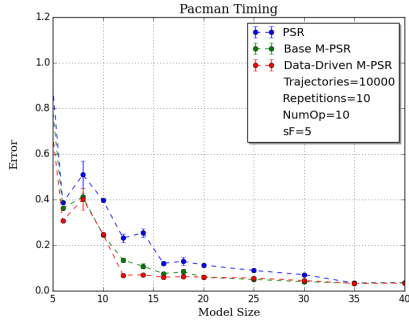 Pacman Timing
1.2
1.0
0.8
0.6
0.4
0.2
0.0
Error
PSR
Base M-PSR
Data-Driven M-PSR
Trajectories=10000
Repetitions=10
NumOp=10
sF=5
5 10 15 20 25 30 35 40
Model Size